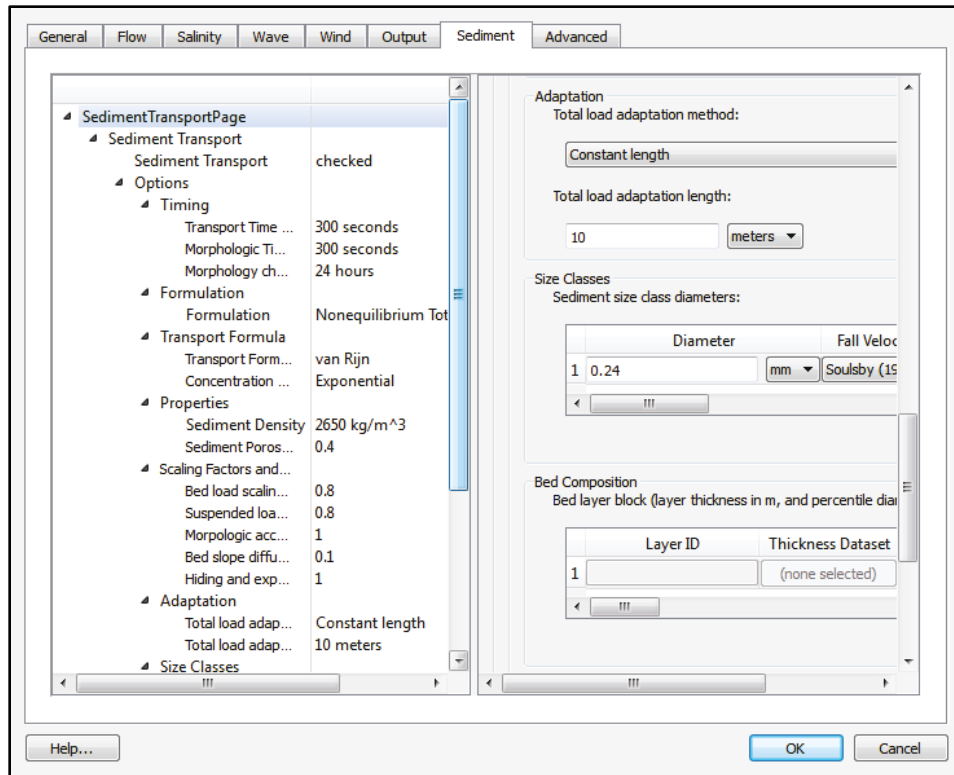 General Flow Salinity Wave Wind Output Sediment Advanced
SedimentTransportPage
Sediment Transport
Sediment Transport checked
Options
Timing
Transport Time ... 300 seconds
Morphologic Ti... 300 seconds
Morphology ch... 24 hours
Formulation
Formulation Nonequilibrium Tot
Transport Formula
Transport Form... van Rijn
Concentration ... Exponential
Properties
Sediment Density 2650 kg/m^3
Sediment Poros... 0.4
Scaling Factors and...
Bed load scalin... 0.8
Suspended loa... 0.8
Morpologic acc... 1
Bed slope diffu... 0.1
Hiding and exp... 1
Adaptation
Total load adap... Constant length
Total load adap... 10 meters
Size Classes
Adaptation
Total load adaptation method:
Constant length
Total load adaptation length:
10 meters
Size Classes
Sediment size class diameters:
Diameter Fall Veloc
1 0.24 mm Soulsby (19
Bed Composition
Bed layer block (layer thickness in m, and percentile diar
Layer ID Thickness Dataset
1 (none selected)
Help... OK Cancel